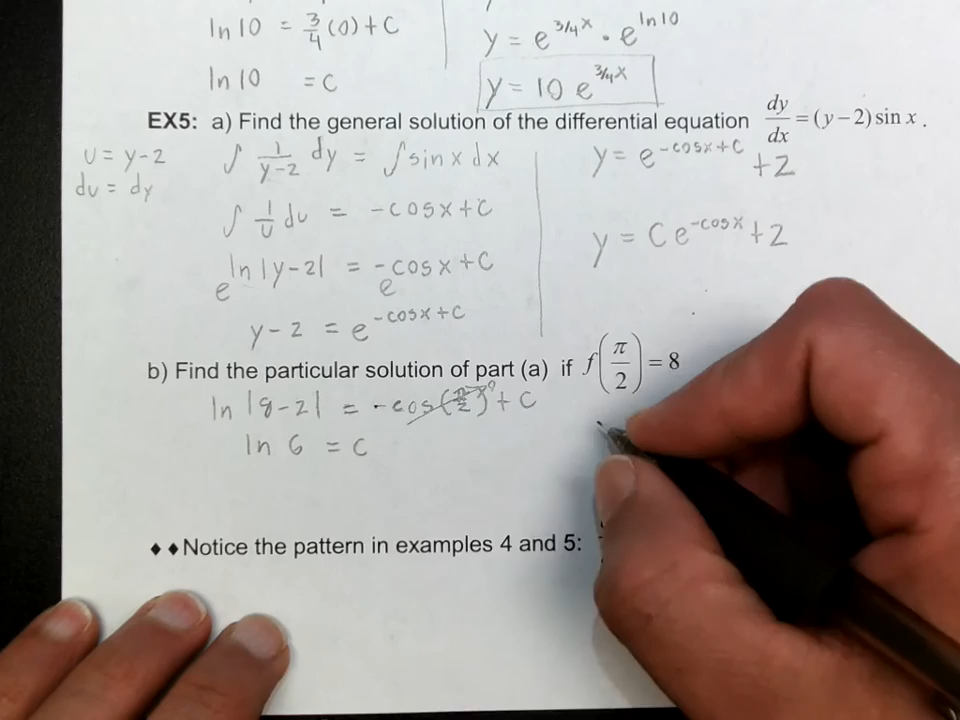 ln 10 = 3/4 (0) + C
ln 10 = C
y = e^{3/4 x} · e^{ln 10}
y = 10 e^{3/4 x}
EX5: a) Find the general solution of the differential equation dy/dx = (y − 2) sin x .
u = y-2
du = dy
∫ 1/(y-2) dy = ∫ sin x dx
∫ 1/u du = -cos x + C
e^{ln |y-2|} = e^{-cos x + C}
y - 2 = e^{-cos x + C}
y = e^{-cos x + C} + 2
y = C e^{-cos x} + 2
b) Find the particular solution of part (a) if f(π/2) = 8
ln |8-2| = -cos(π/2)^0 + C
ln 6 = C
♦ ♦ Notice the pattern in examples 4 and 5: